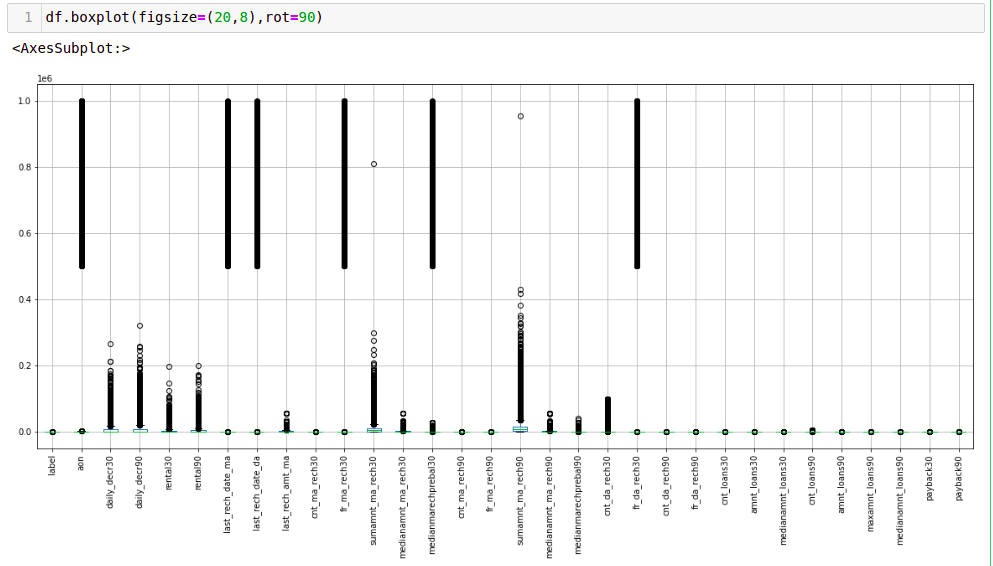 1 df.boxplot(figsize=(20,8),rot=90)
<AxesSubplot:>
1e6
1.0
0.8
0.6
0.4
0.2
0.0
label
aon
daily_decr30
daily_decr90
rental30
rental90
last_rech_date_ma
last_rech_date_da
last_rech_amt_ma
cnt_ma_rech30
fr_ma_rech30
sumamnt_ma_rech30
medianamnt_ma_rech30
medianmarechprebal30
cnt_ma_rech90
fr_ma_rech90
sumamnt_ma_rech90
medianamnt_ma_rech90
medianmarechprebal90
cnt_da_rech30
fr_da_rech30
cnt_da_rech90
fr_da_rech90
cnt_loans30
amnt_loans30
medianamnt_loans30
cnt_loans90
amnt_loans90
maxamnt_loans90
medianamnt_loans90
payback30
payback90